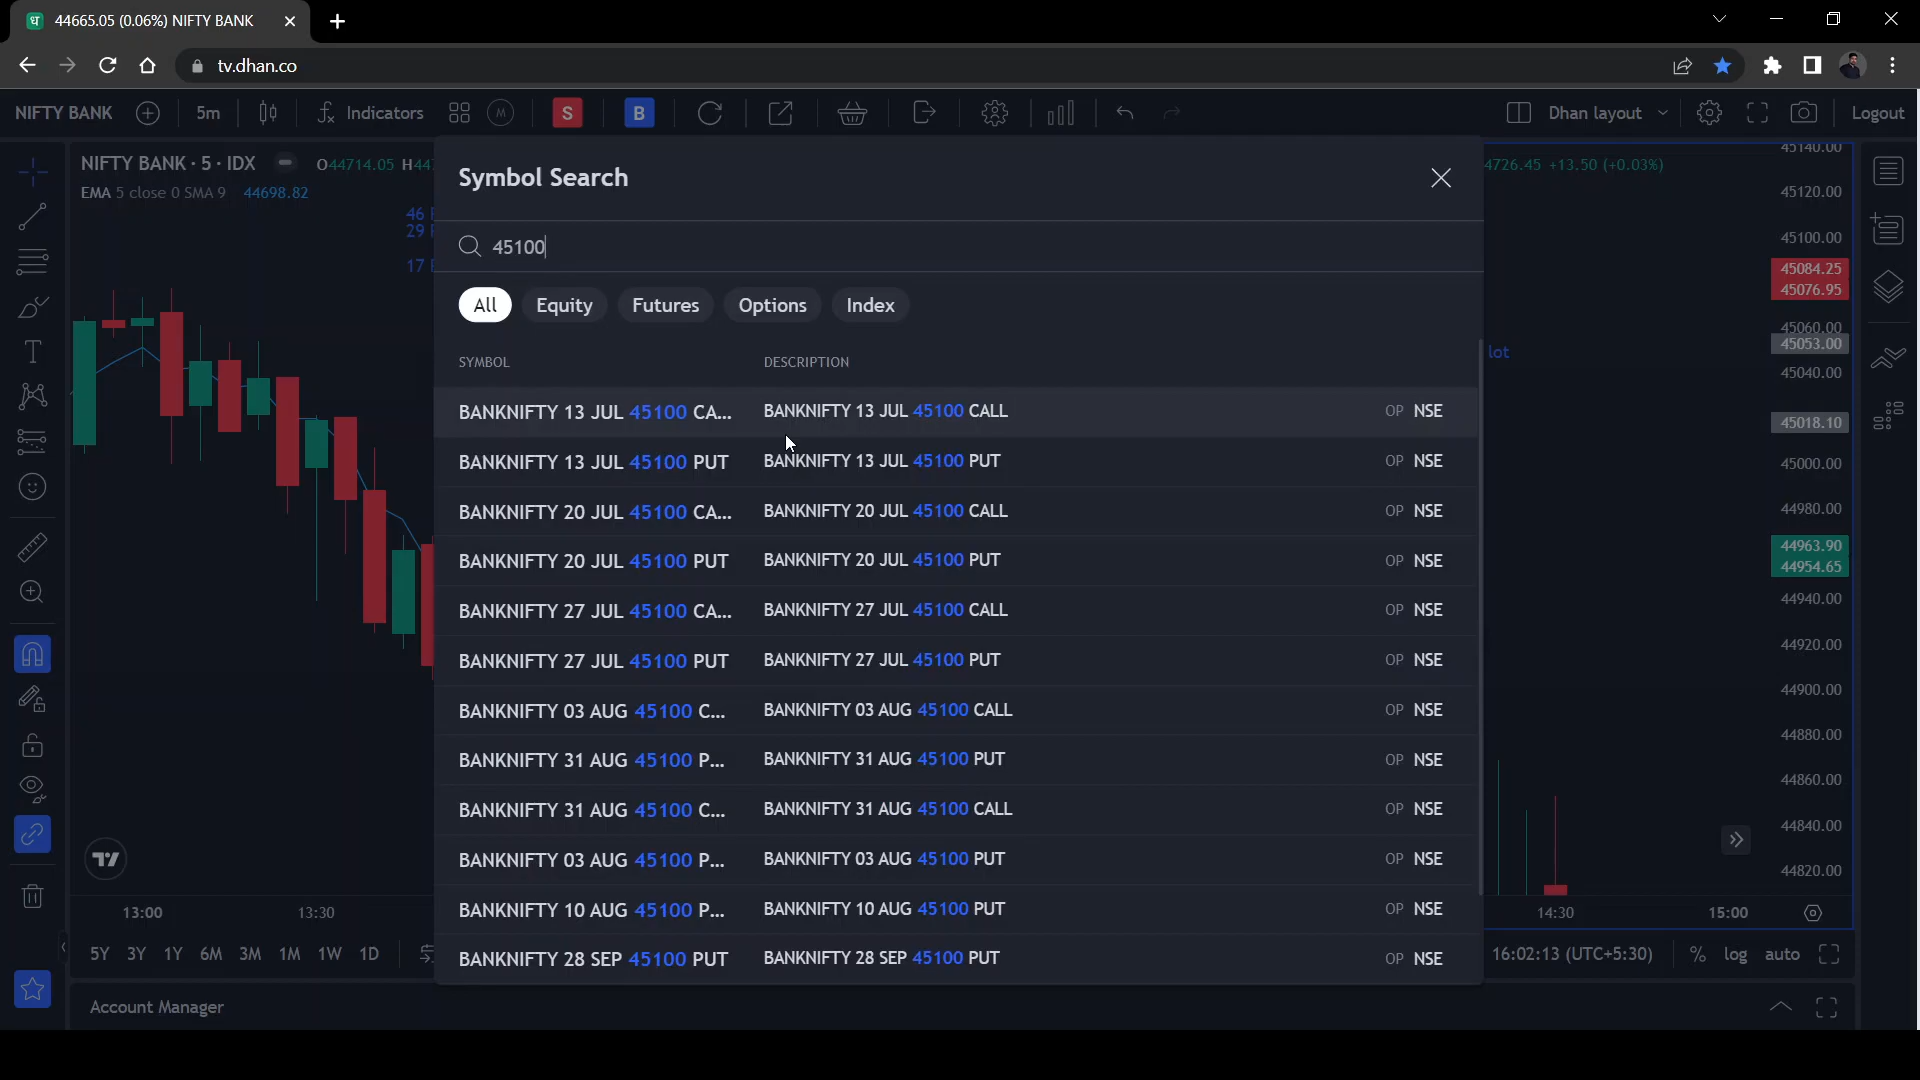 44665.05 (0.06%) NIFTY BANK
tv.dhan.co
NIFTY BANK 5m Indicators M S B Dhan layout Logout
NIFTY BANK · 5 · IDX O44714.05 H44
EMA 5 close 0 SMA 9 44698.82
46
29
17
4726.45 +13.50 (+0.03%)
Symbol Search
45100
All Equity Futures Options Index
SYMBOL DESCRIPTION
BANKNIFTY 13 JUL 45100 CA... BANKNIFTY 13 JUL 45100 CALL OP NSE
BANKNIFTY 13 JUL 45100 PUT BANKNIFTY 13 JUL 45100 PUT OP NSE
BANKNIFTY 20 JUL 45100 CA... BANKNIFTY 20 JUL 45100 CALL OP NSE
BANKNIFTY 20 JUL 45100 PUT BANKNIFTY 20 JUL 45100 PUT OP NSE
BANKNIFTY 27 JUL 45100 CA... BANKNIFTY 27 JUL 45100 CALL OP NSE
BANKNIFTY 27 JUL 45100 PUT BANKNIFTY 27 JUL 45100 PUT OP NSE
BANKNIFTY 03 AUG 45100 C... BANKNIFTY 03 AUG 45100 CALL OP NSE
BANKNIFTY 31 AUG 45100 P... BANKNIFTY 31 AUG 45100 PUT OP NSE
BANKNIFTY 31 AUG 45100 C... BANKNIFTY 31 AUG 45100 CALL OP NSE
BANKNIFTY 03 AUG 45100 P... BANKNIFTY 03 AUG 45100 PUT OP NSE
BANKNIFTY 10 AUG 45100 P... BANKNIFTY 10 AUG 45100 PUT OP NSE
BANKNIFTY 28 SEP 45100 PUT BANKNIFTY 28 SEP 45100 PUT OP NSE
lot
45140.00
45120.00
45100.00
45084.25
45076.95
45060.00
45053.00
45040.00
45018.10
45000.00
44980.00
44963.90
44954.65
44940.00
44920.00
44900.00
44880.00
44860.00
44840.00
44820.00
13:00 13:30 14:30 15:00
5Y 3Y 1Y 6M 3M 1M 1W 1D 16:02:13 (UTC+5:30) % log auto
Account Manager